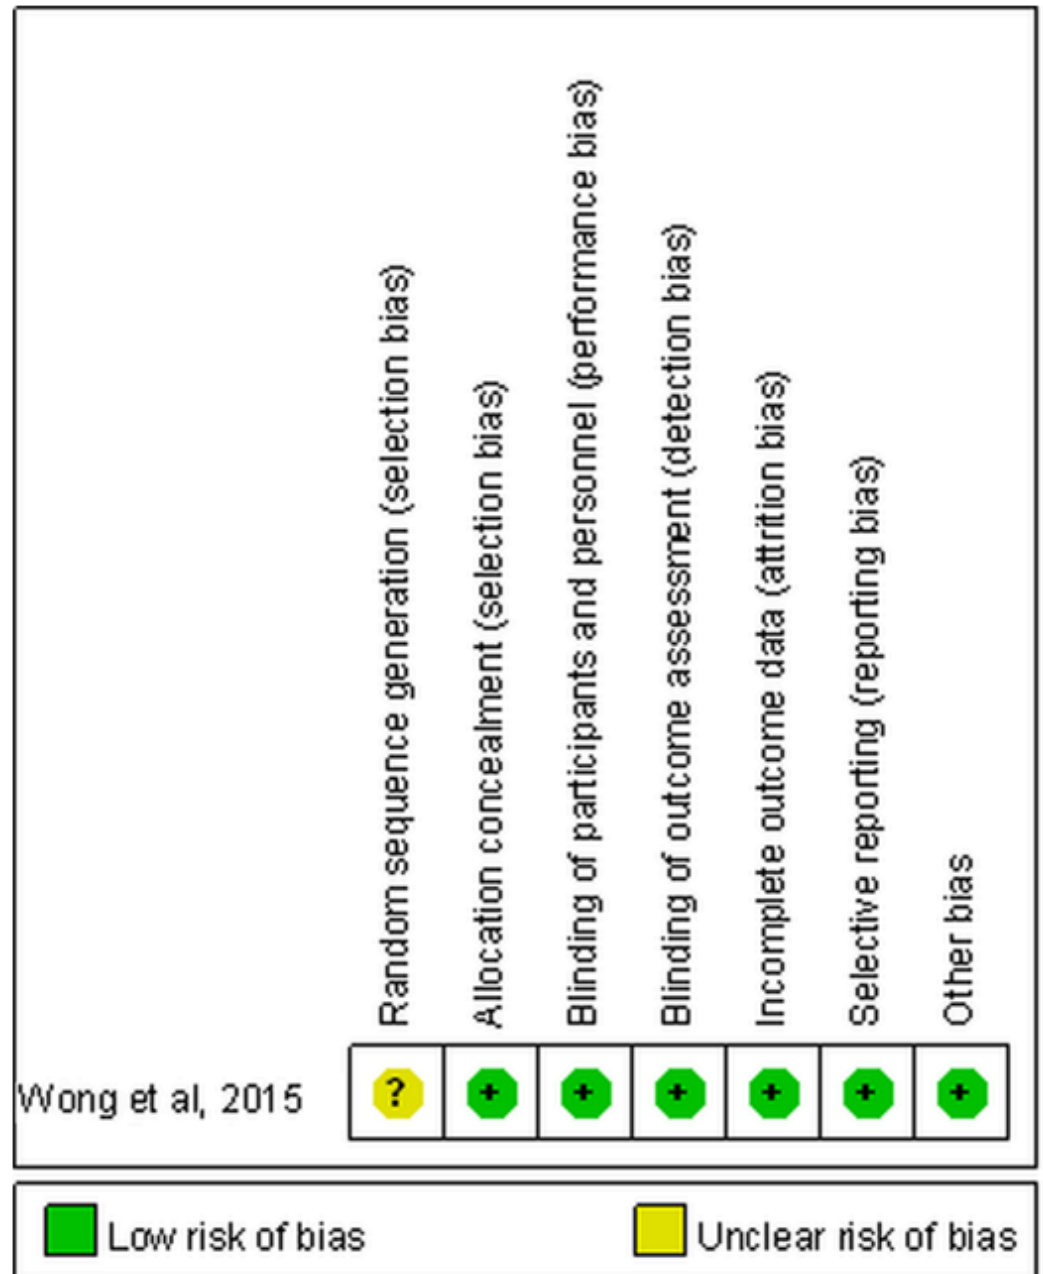 Random sequence generation (selection bias)
Allocation concealment (selection bias)
Blinding of participants and personnel (performance bias)
Blinding of outcome assessment (detection bias)
Incomplete outcome data (attrition bias)
Selective reporting (reporting bias)
Other bias
Wong et al, 2015 ? + + + + + +
Low risk of bias Unclear risk of bias